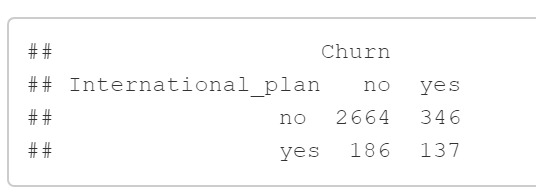 ##                     Churn
## International_plan   no  yes
##                 no  2664  346
##                 yes  186  137